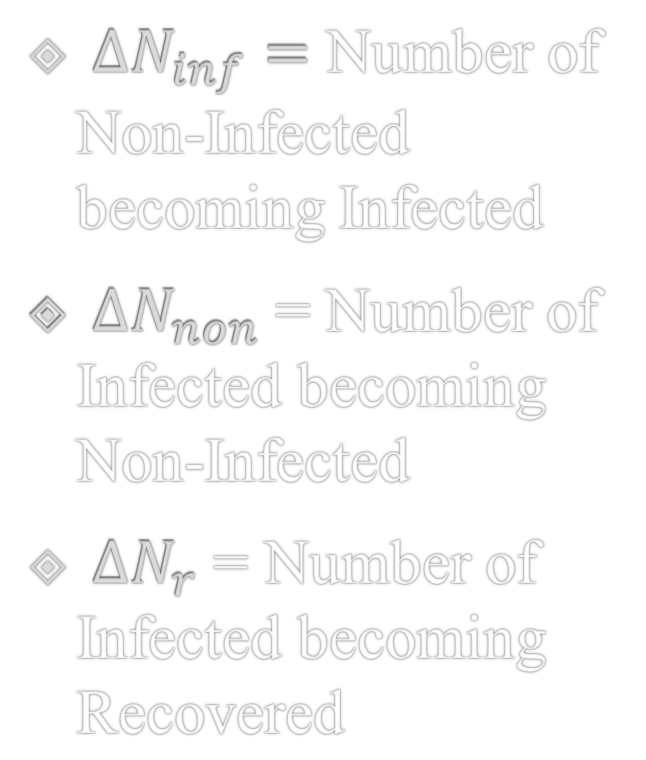 ❖ ΔN_inf = Number of
Non-Infected
becoming Infected
❖ ΔN_non = Number of
Infected becoming
Non-Infected
❖ ΔN_r = Number of
Infected becoming
Recovered